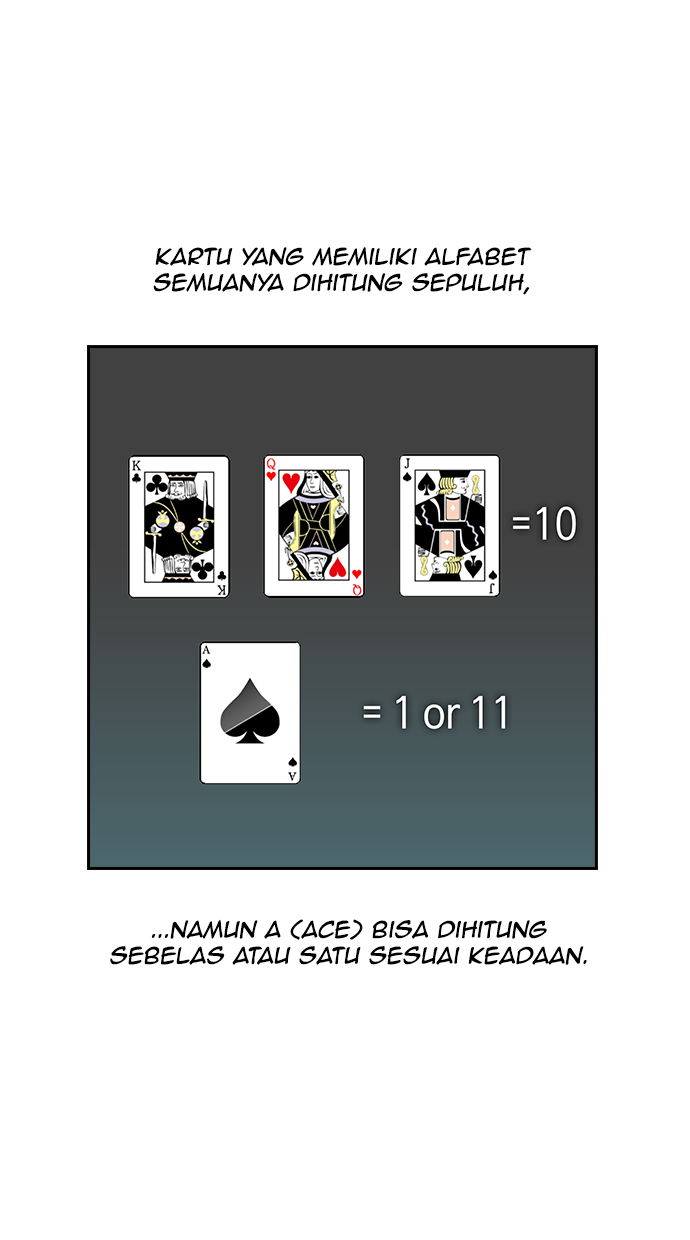 KARTU YANG MEMILIKI ALFABET
SEMUANYA DIHITUNG SEPULUH,
K Q J
=10
K Q J
A
= 1 or 11
A
...NAMUN A (ACE) BISA DIHITUNG
SEBELAS ATAU SATU SESUAI KEADAAN.